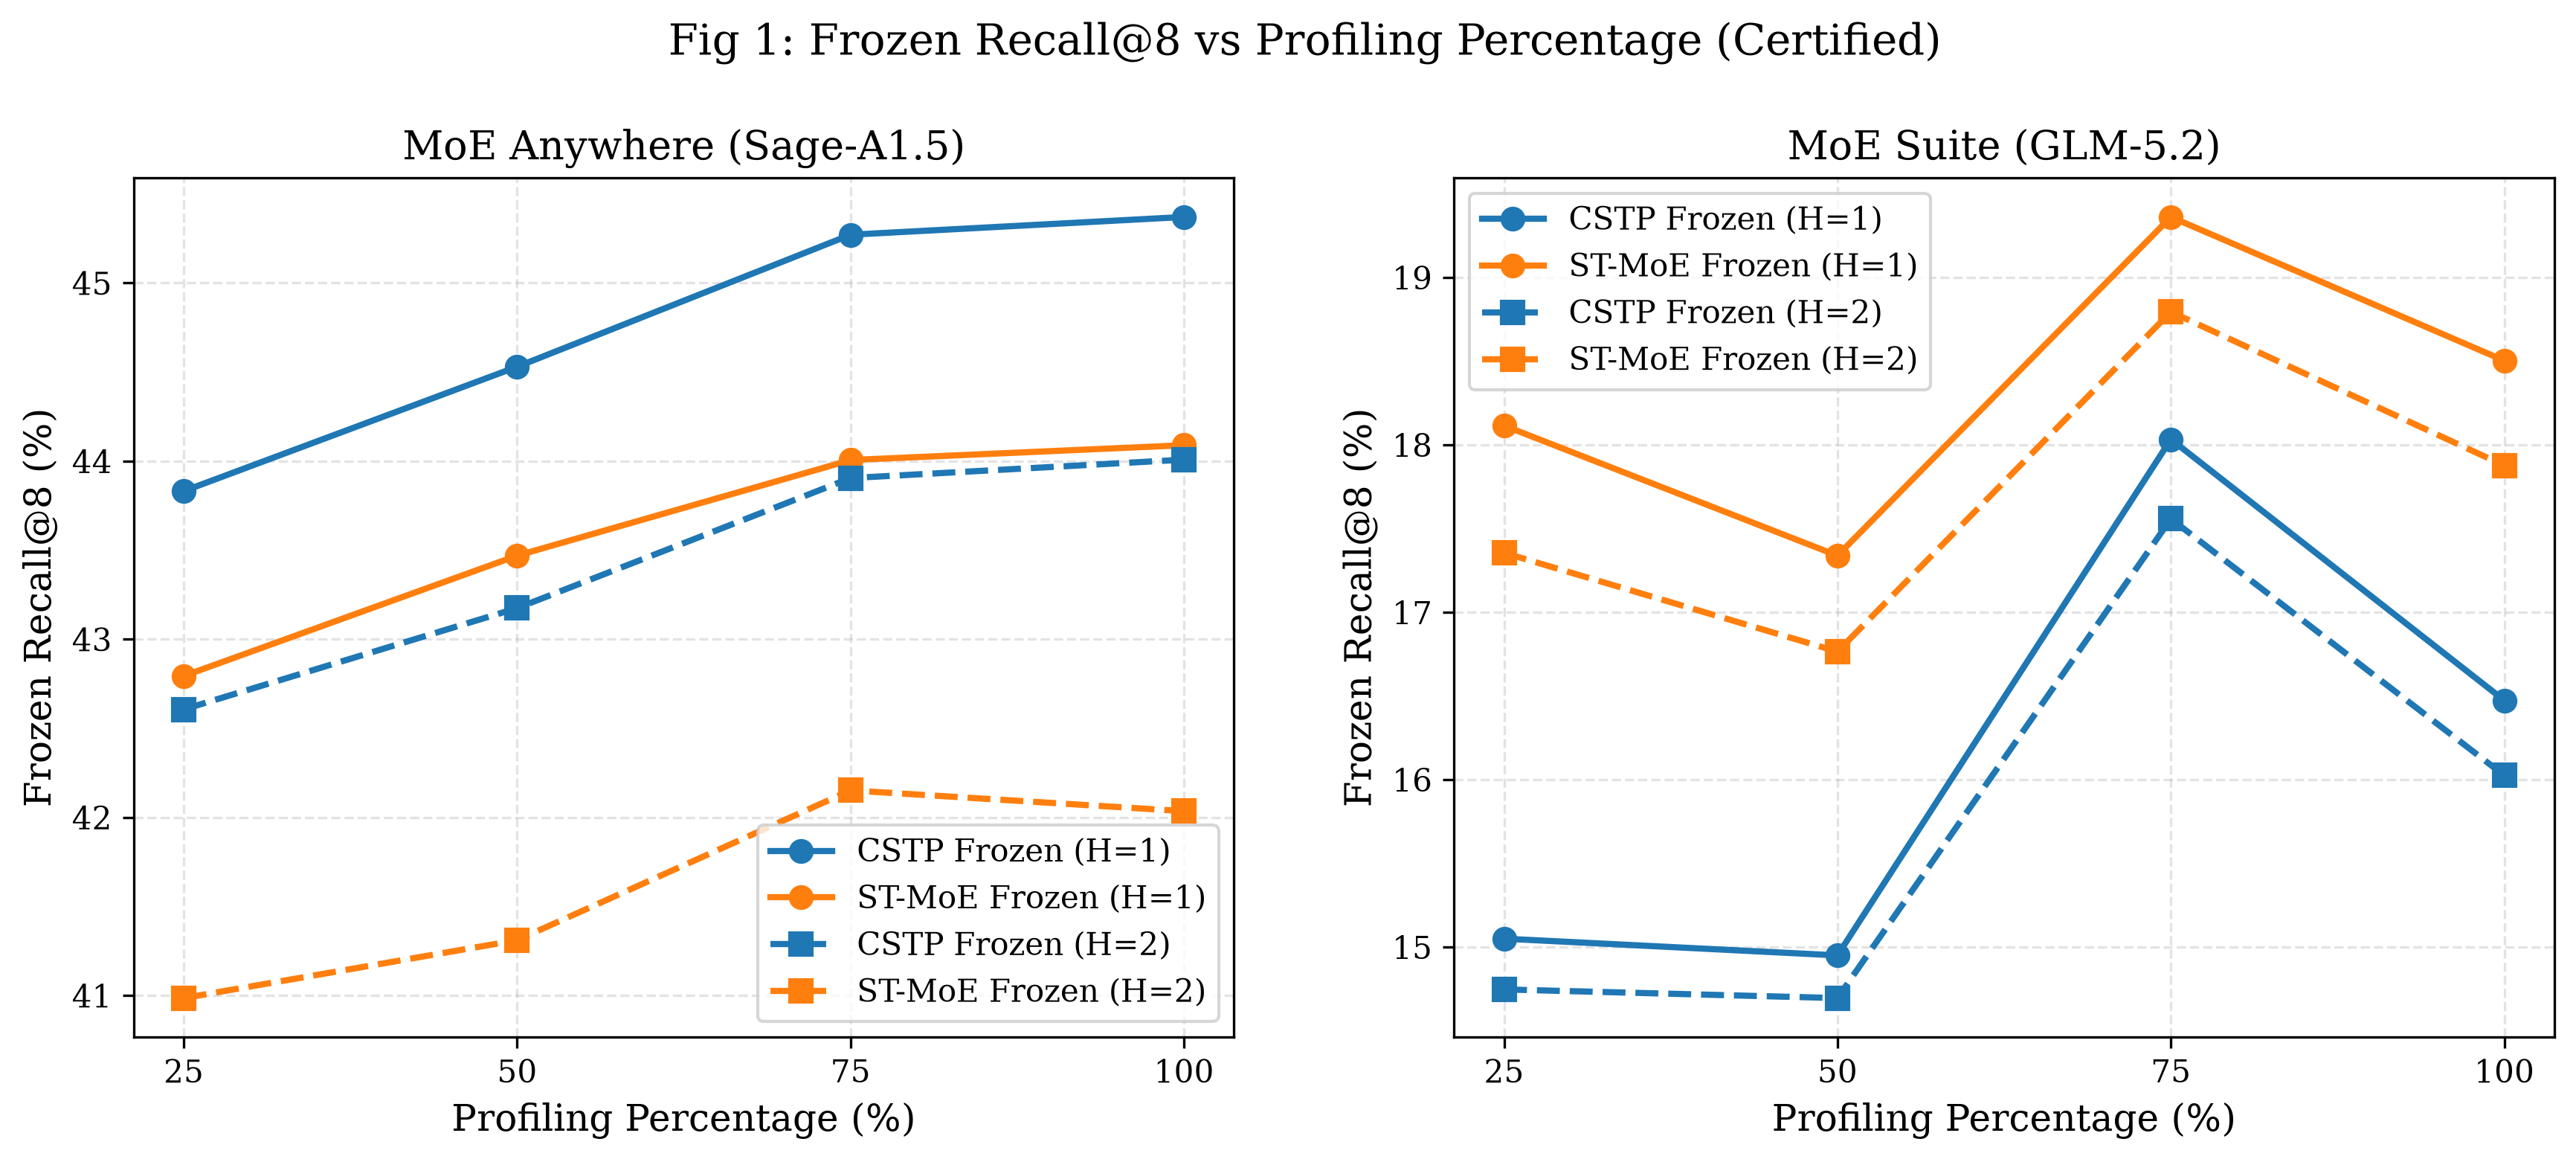 Fig 1: Frozen Recall@8 vs Profiling Percentage (Certified)
MoE Anywhere (Sage-A1.5)
Frozen Recall@8 (%)
45
44
43
42
41
CSTP Frozen (H=1)
ST-MoE Frozen (H=1)
CSTP Frozen (H=2)
ST-MoE Frozen (H=2)
25 50 75 100
Profiling Percentage (%)
MoE Suite (GLM-5.2)
Frozen Recall@8 (%)
19
18
17
16
15
CSTP Frozen (H=1)
ST-MoE Frozen (H=1)
CSTP Frozen (H=2)
ST-MoE Frozen (H=2)
25 50 75 100
Profiling Percentage (%)